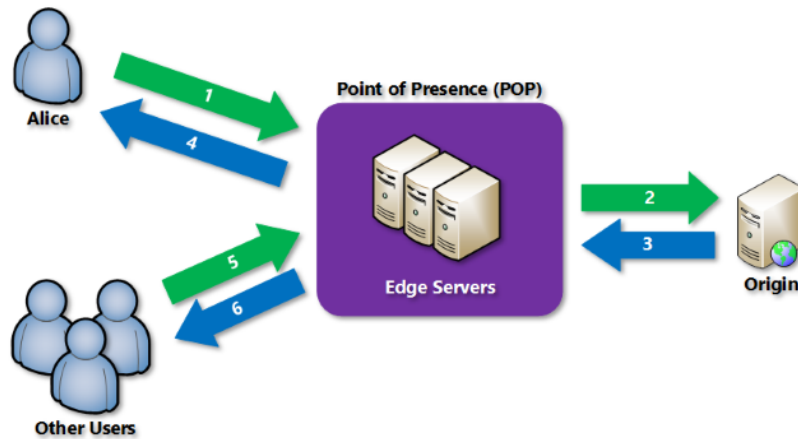 Alice
1
4
Point of Presence (POP)
Edge Servers
2
3
Origin
5
6
Other Users